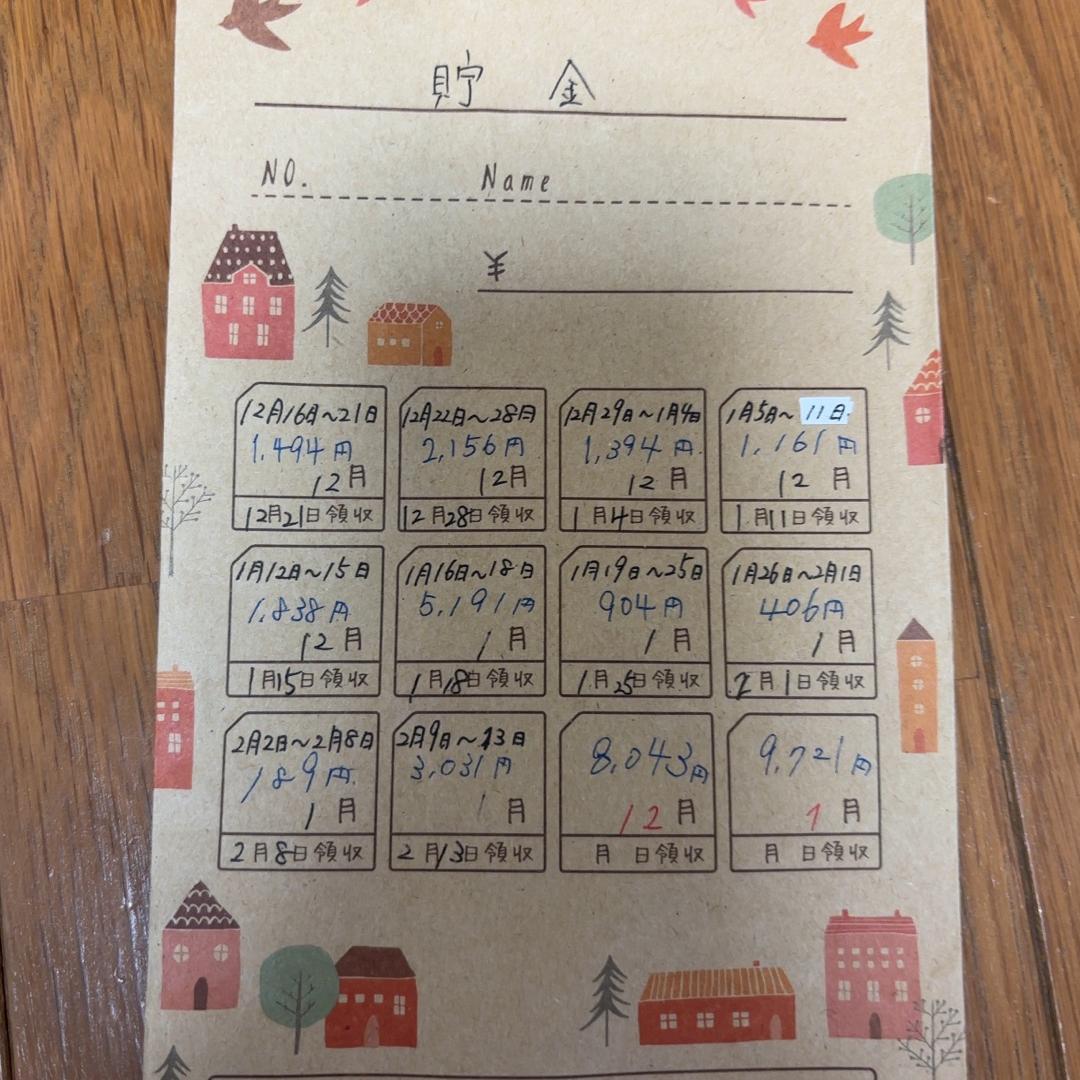 貯 金
NO. Name
¥
12月16日~21日 12月22日~28日 12月29日~1月4日 1月5日~11日
1,494円 2,156円 1,394円 1,161円
12月 12月 12月 12月
12月21日領収 12月28日領収 1月4日領収 1月11日領収
1月12日~15日 1月16日~18日 1月19日~25日 1月26日~2月1日
1,838円 5,191円 904円 406円
12月 1月 1月 1月
1月15日領収 1月18日領収 1月25日領収 2月1日領収
2月2日~2月8日 2月9日~13日
189円 3,031円 8,043円 9,721円
1月 1月 12月 1月
2月8日領収 2月13日領収 月 日領収 月 日領収